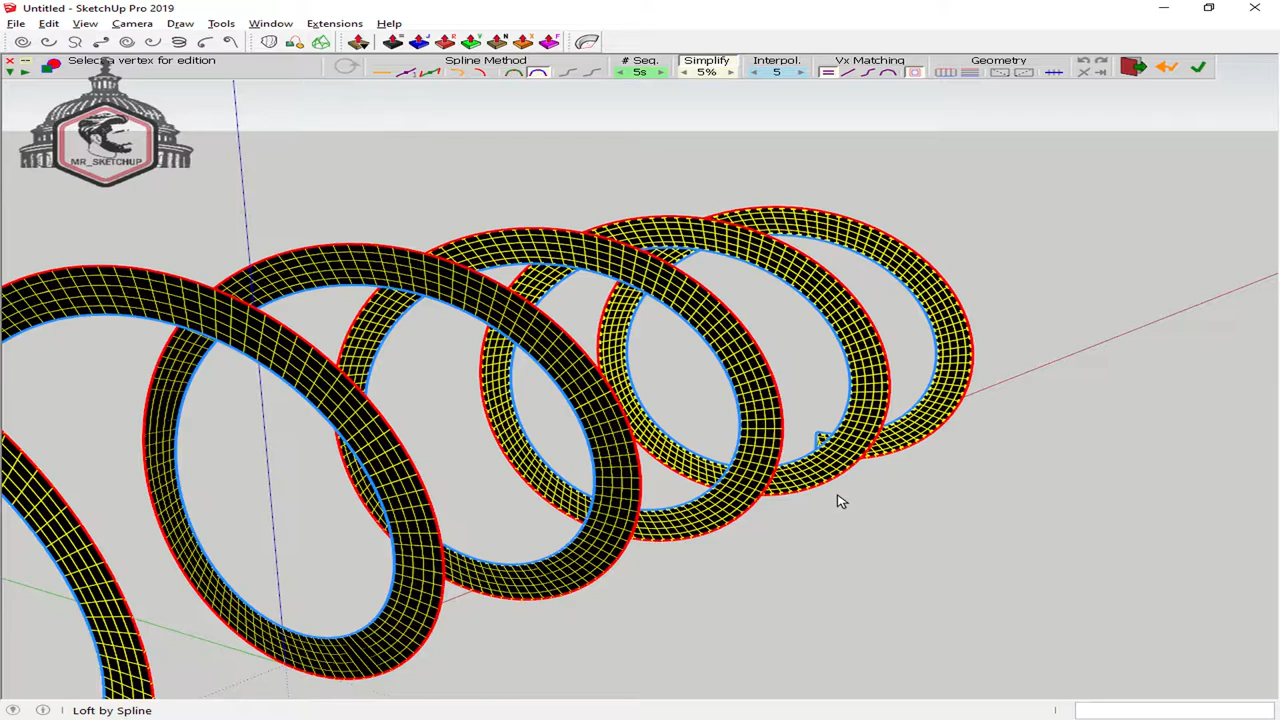 Untitled - SketchUp Pro 2019
File Edit View Camera Draw Tools Window Extensions Help
Select a vertex for edition
Spline Method
# Seq.
5s
Simplify
5%
Interpol.
5
Vx Matching
Geometry
MR_SKETCHUP
Loft by Spline